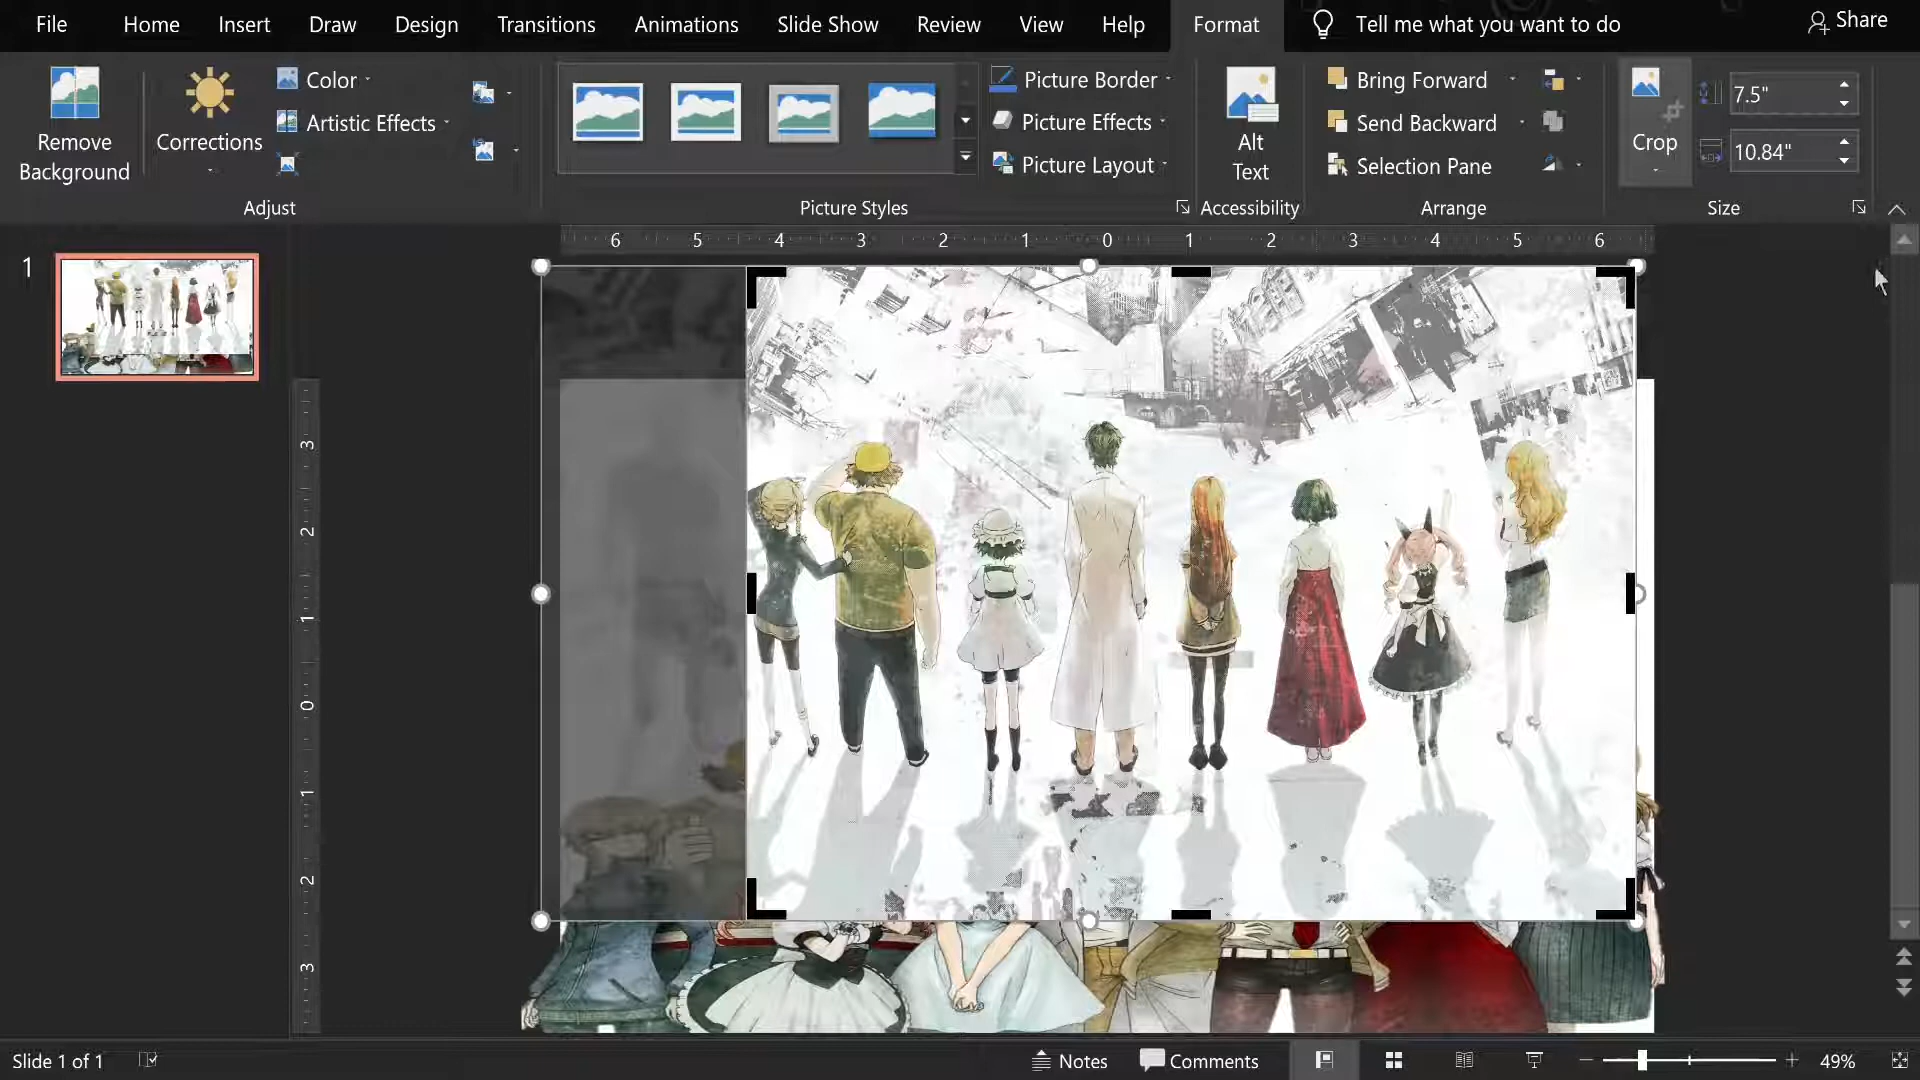 File Home Insert Draw Design Transitions Animations Slide Show Review View Help Format Tell me what you want to do Share
Remove Background
Corrections
Color
Artistic Effects
Adjust
Picture Border
Picture Effects
Picture Layout
Picture Styles
Alt Text
Accessibility
Bring Forward
Send Backward
Selection Pane
Arrange
Crop
7.5"
10.84"
Size
6 5 4 3 2 1 0 1 2 3 4 5 6
1
3
2
1
0
1
2
3
Slide 1 of 1 Notes Comments 49%